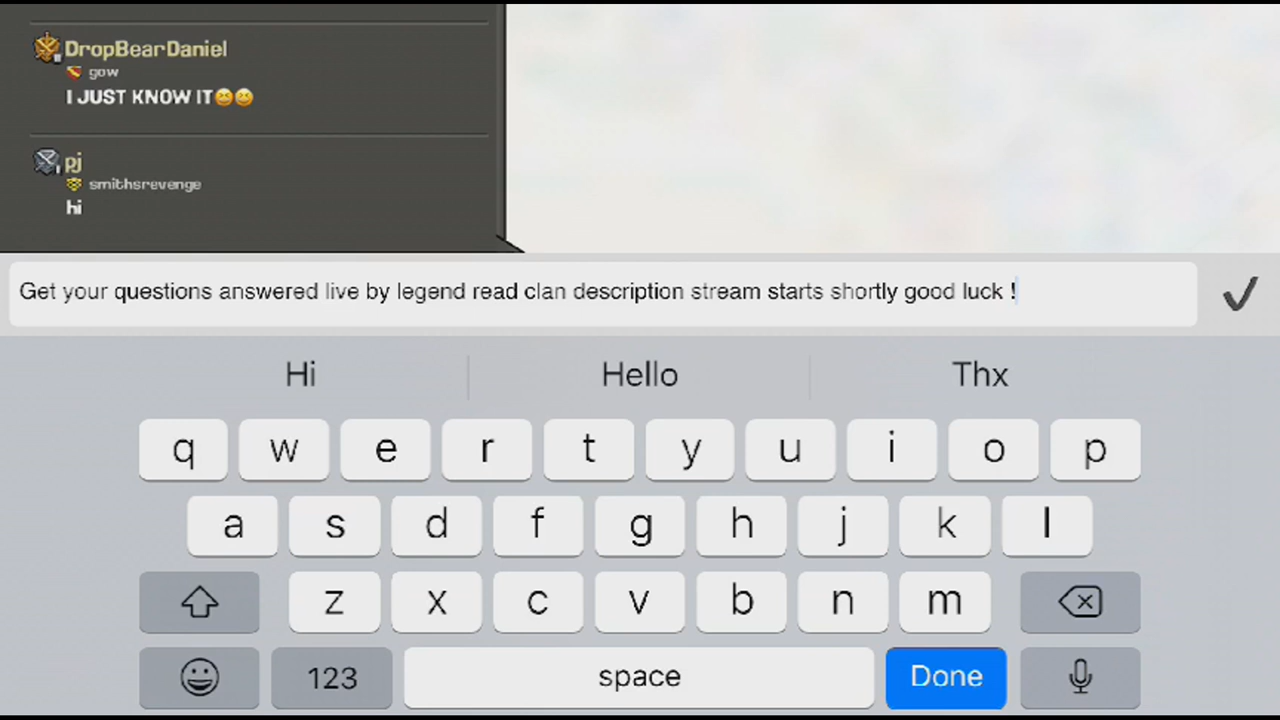 DropBearDaniel
gow
I JUST KNOW IT😆😆
pj
smithsrevenge
hi
Get your questions answered live by legend read clan description stream starts shortly good luck !
Hi Hello Thx
q w e r t y u i o p
a s d f g h j k l
z x c v b n m
123 space Done